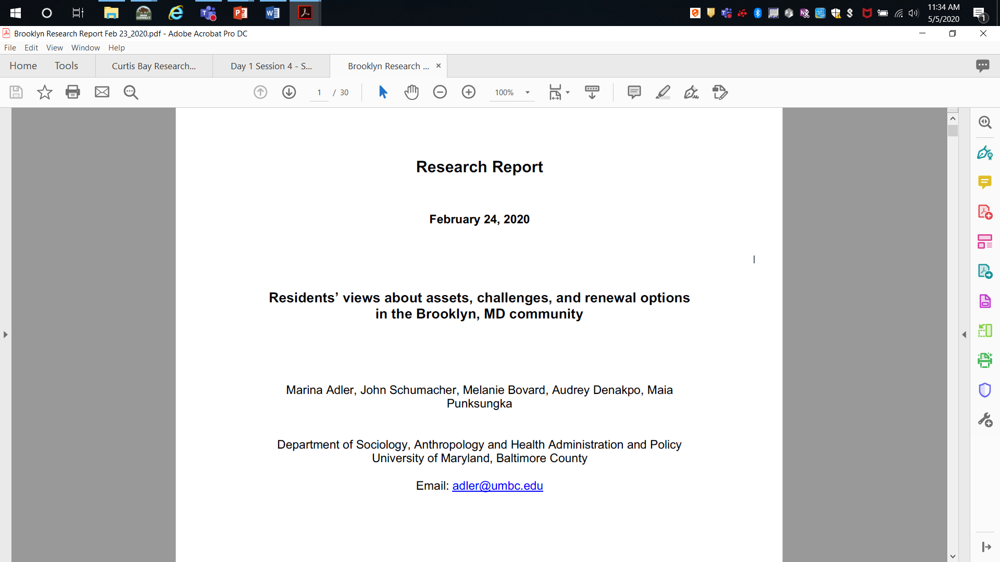 11:34 AM
5/5/2020
1
Brooklyn Research Report Feb 23_2020.pdf - Adobe Acrobat Pro DC
File Edit View Window Help
Home Tools Curtis Bay Research... Day 1 Session 4 - S... Brooklyn Research ...
1 / 30 100%
Research Report
February 24, 2020
Residents’ views about assets, challenges, and renewal options
in the Brooklyn, MD community
Marina Adler, John Schumacher, Melanie Bovard, Audrey Denakpo, Maia
Punksungka
Department of Sociology, Anthropology and Health Administration and Policy
University of Maryland, Baltimore County
Email: adler@umbc.edu